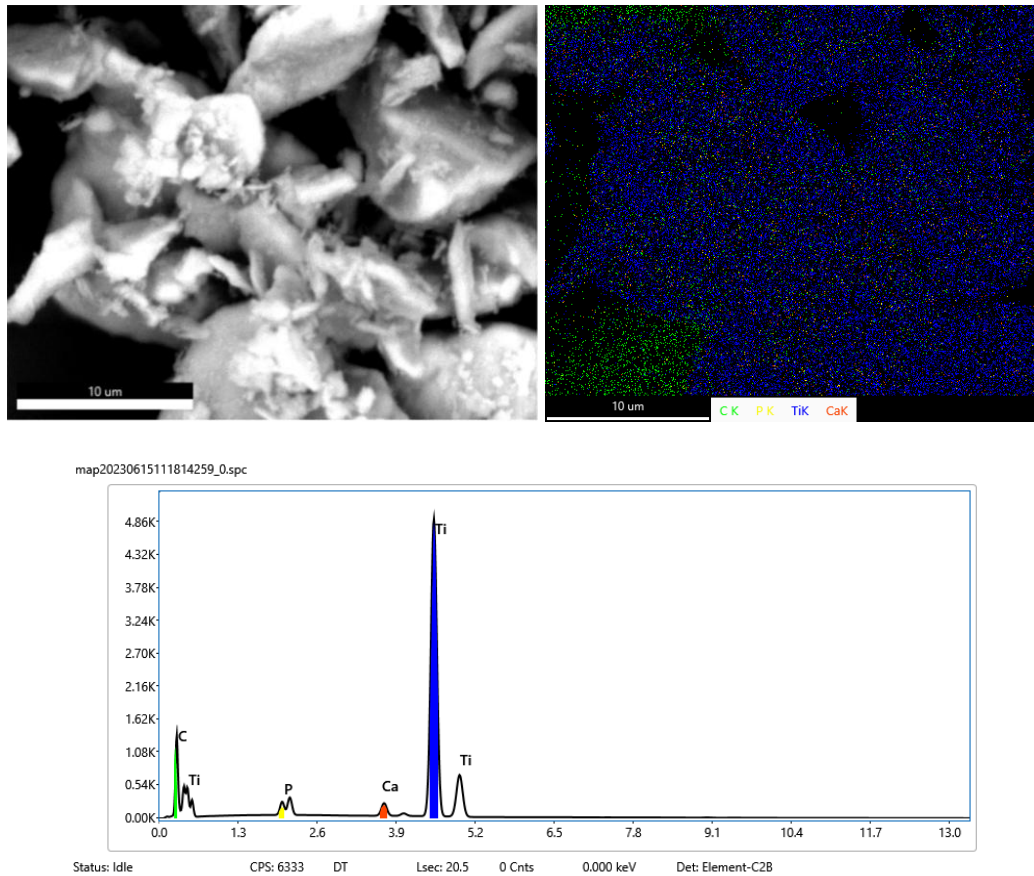 10 um
10 um
C K P K TiK CaK
map20230615111814259_0.spc
4.86K
4.32K
3.78K
3.24K
2.70K
2.16K
1.62K
1.08K
0.54K
0.00K
C
Ti
P
Ca
Ti
Ti
0.0 1.3 2.6 3.9 5.2 6.5 7.8 9.1 10.4 11.7 13.0
Status: Idle CPS: 6333 DT Lsec: 20.5 0 Cnts 0.000 keV Det: Element-C2B